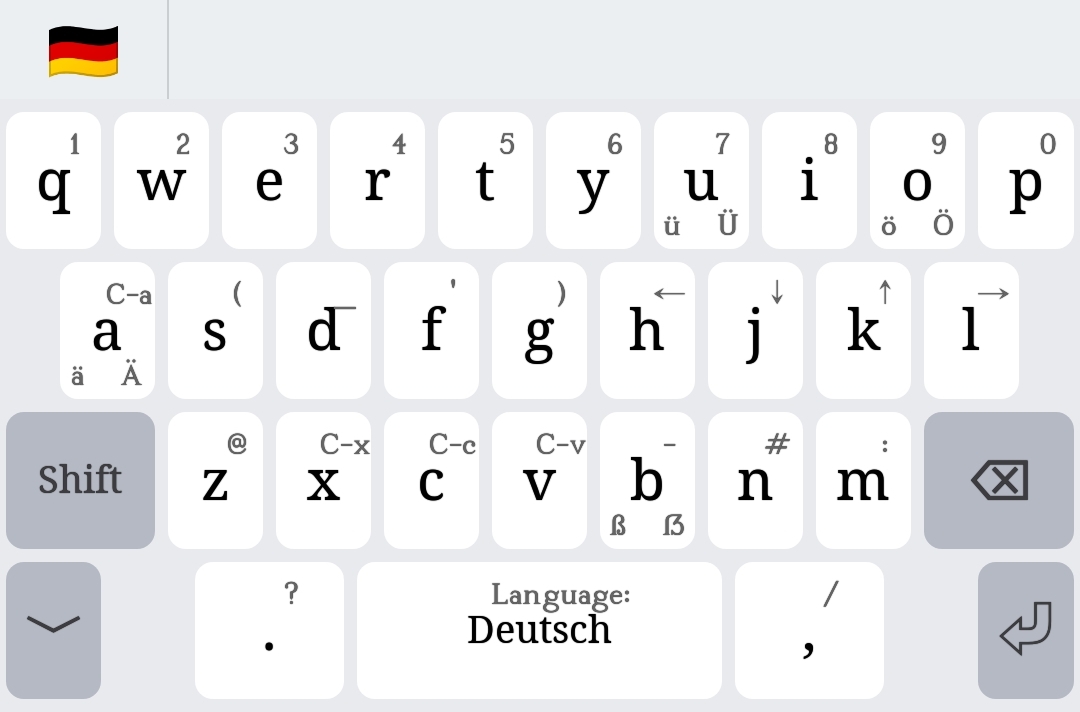 1 2 3 4 5 6 7 8 9 0
q w e r t y u i o p
ü Ü ö Ö
C-a ( _ ' ) ← ↓ ↑ →
a s d f g h j k l
ä Ä
@ C-x C-c C-v - # :
Shift z x c v b n m
ß ẞ
? Language: /
. Deutsch ,